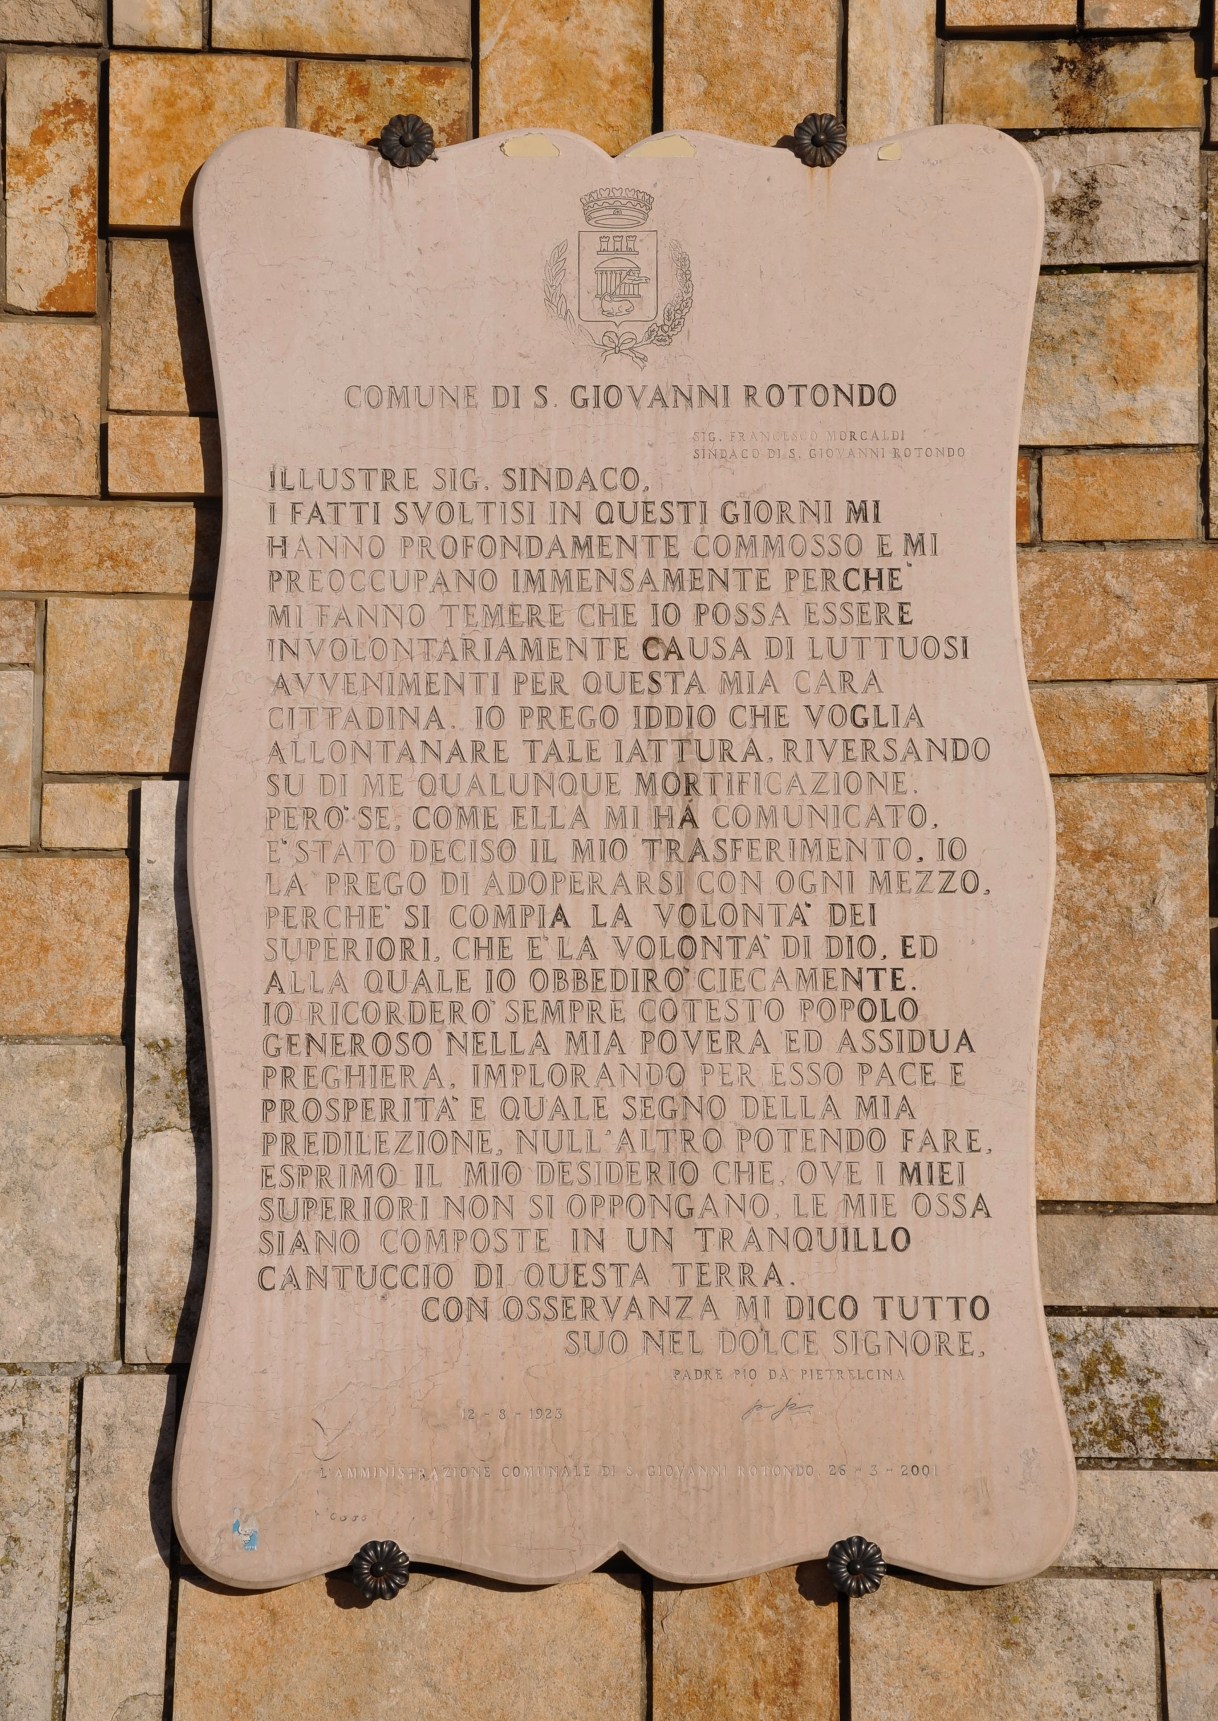 COMUNE DI S. GIOVANNI ROTONDO
SIG. FRANCESCO MORCALDI
SINDACO DI S. GIOVANNI ROTONDO
ILLUSTRE SIG. SINDACO,
I FATTI SVOLTISI IN QUESTI GIORNI MI
HANNO PROFONDAMENTE COMMOSSO E MI
PREOCCUPANO IMMENSAMENTE PERCHE'
MI FANNO TEMERE CHE IO POSSA ESSERE
INVOLONTARIAMENTE CAUSA DI LUTTUOSI
AVVENIMENTI PER QUESTA MIA CARA
CITTADINA. IO PREGO IDDIO CHE VOGLIA
ALLONTANARE TALE IATTURA, RIVERSANDO
SU DI ME QUALUNQUE MORTIFICAZIONE.
PERO' SE, COME ELLA MI HA COMUNICATO,
E' STATO DECISO IL MIO TRASFERIMENTO, IO
LA PREGO DI ADOPERARSI CON OGNI MEZZO,
PERCHE' SI COMPIA LA VOLONTA' DEI
SUPERIORI, CHE E' LA VOLONTA' DI DIO, ED
ALLA QUALE IO OBBEDIRO' CIECAMENTE.
IO RICORDERO' SEMPRE COTESTO POPOLO
GENEROSO NELLA MIA POVERA ED ASSIDUA
PREGHIERA, IMPLORANDO PER ESSO PACE E
PROSPERITA' E QUALE SEGNO DELLA MIA
PREDILEZIONE, NULL'ALTRO POTENDO FARE,
ESPRIMO IL MIO DESIDERIO CHE, OVE I MIEI
SUPERIORI NON SI OPPONGANO, LE MIE OSSA
SIANO COMPOSTE IN UN TRANQUILLO
CANTUCCIO DI QUESTA TERRA.
CON OSSERVANZA MI DICO TUTTO
SUO NEL DOLCE SIGNORE,
PADRE PIO DA PIETRELCINA
12 - 8 - 1923
L'AMMINISTRAZIONE COMUNALE DI S. GIOVANNI ROTONDO 26 - 3 - 2001